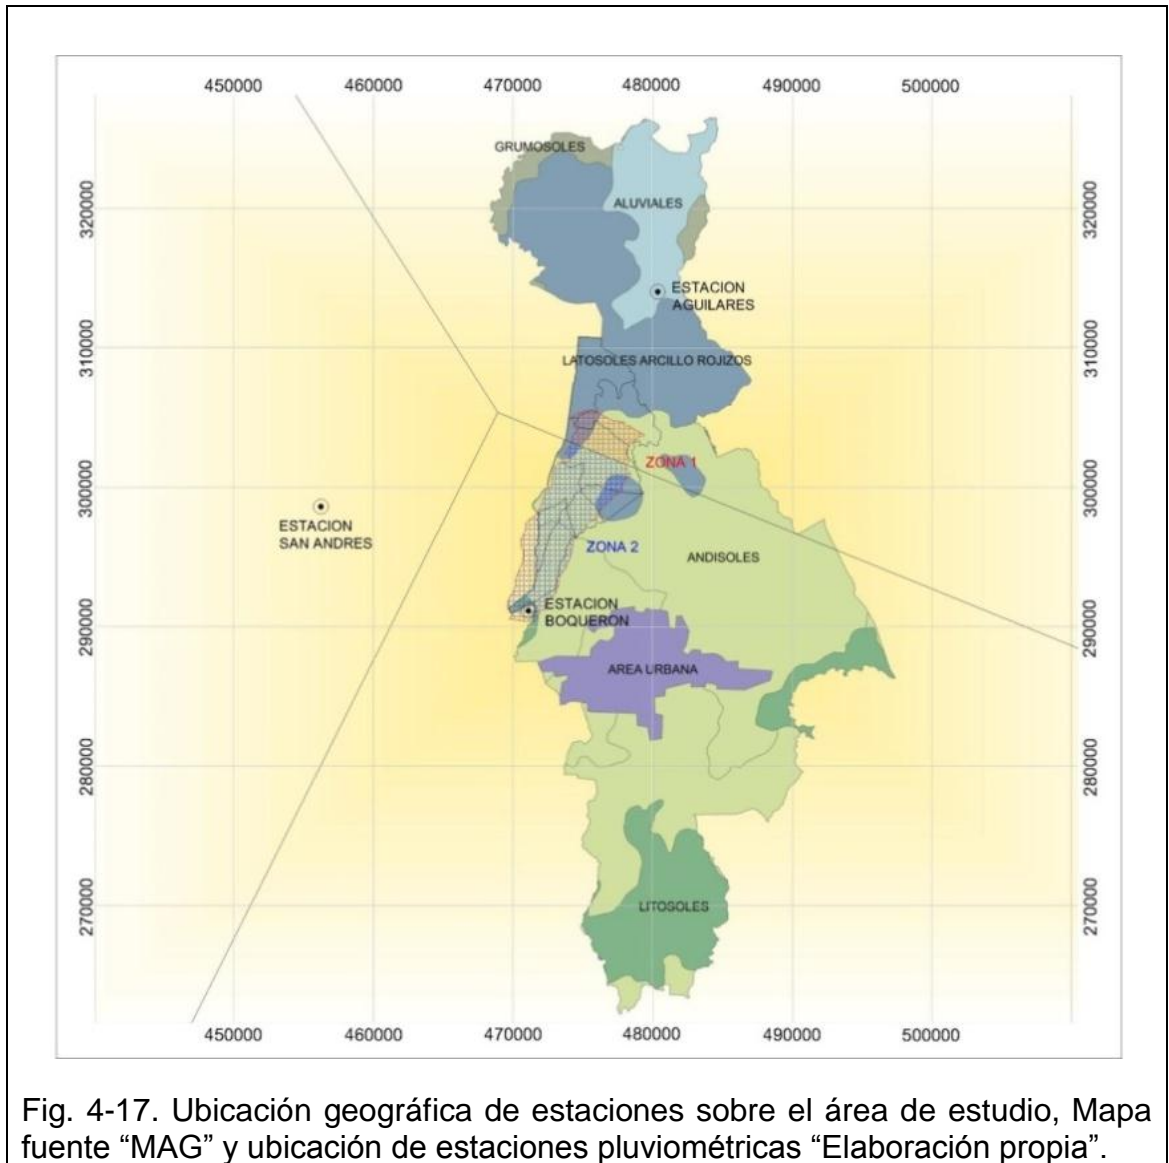 450000 460000 470000 480000 490000 500000
GRUMOSOLES
320000 320000
ALUVIALES
ESTACION
AGUILARES
310000 310000
LATOSOLES ARCILLO ROJIZOS
ZONA 1
300000 300000
ESTACION
SAN ANDRES
ZONA 2
ANDISOLES
ESTACION
BOQUERON
290000 290000
AREA URBANA
280000 280000
270000 270000
LITOSOLES
450000 460000 470000 480000 490000 500000
Fig. 4-17. Ubicación geográfica de estaciones sobre el área de estudio, Mapa
fuente “MAG” y ubicación de estaciones pluviométricas “Elaboración propia”.